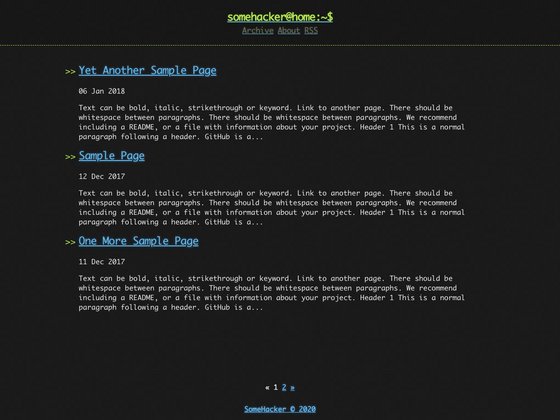 somehacker@home:~$
Archive About RSS
>> Yet Another Sample Page
06 Jan 2018
Text can be bold, italic, strikethrough or keyword. Link to another page. There should be
whitespace between paragraphs. There should be whitespace between paragraphs. We recommend
including a README, or a file with information about your project. Header 1 This is a normal
paragraph following a header. GitHub is a...
>> Sample Page
12 Dec 2017
Text can be bold, italic, strikethrough or keyword. Link to another page. There should be
whitespace between paragraphs. There should be whitespace between paragraphs. We recommend
including a README, or a file with information about your project. Header 1 This is a normal
paragraph following a header. GitHub is a...
>> One More Sample Page
11 Dec 2017
Text can be bold, italic, strikethrough or keyword. Link to another page. There should be
whitespace between paragraphs. There should be whitespace between paragraphs. We recommend
including a README, or a file with information about your project. Header 1 This is a normal
paragraph following a header. GitHub is a...
« 1 2 »
SomeHacker © 2020